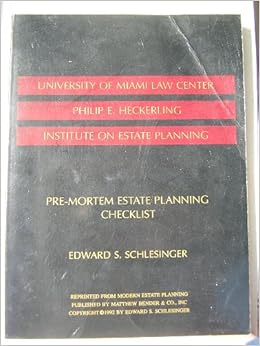 UNIVERSITY OF MIAMI LAW CENTER
PHILIP E. HECKERLING
INSTITUTE ON ESTATE PLANNING
PRE-MORTEM ESTATE PLANNING
CHECKLIST
EDWARD S. SCHLESINGER
REPRINTED FROM MODERN ESTATE PLANNING
PUBLISHED BY MATTHEW BENDER & CO., INC
COPYRIGHT ©1992 BY EDWARD S. SCHLESINGER